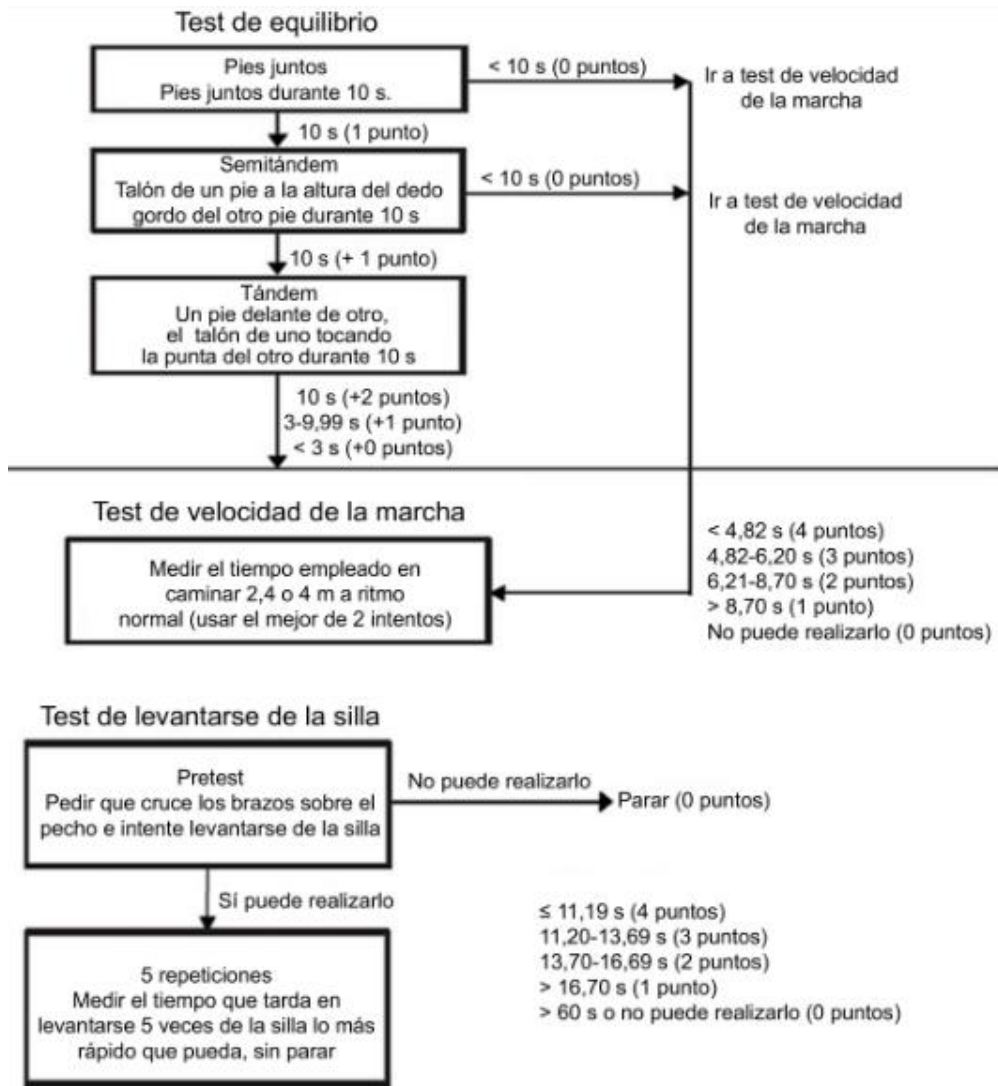 Test de equilibrio
Pies juntos
Pies juntos durante 10 s.
< 10 s (0 puntos)
Ir a test de velocidad
de la marcha
10 s (1 punto)
Semitándem
Talón de un pie a la altura del dedo
gordo del otro pie durante 10 s
< 10 s (0 puntos)
Ir a test de velocidad
de la marcha
10 s (+ 1 punto)
Tándem
Un pie delante de otro,
el talón de uno tocando
la punta del otro durante 10 s
10 s (+2 puntos)
3-9,99 s (+1 punto)
< 3 s (+0 puntos)
Test de velocidad de la marcha
Medir el tiempo empleado en
caminar 2,4 o 4 m a ritmo
normal (usar el mejor de 2 intentos)
< 4,82 s (4 puntos)
4,82-6,20 s (3 puntos)
6,21-8,70 s (2 puntos)
> 8,70 s (1 punto)
No puede realizarlo (0 puntos)
Test de levantarse de la silla
Pretest
Pedir que cruce los brazos sobre el
pecho e intente levantarse de la silla
No puede realizarlo
Parar (0 puntos)
Sí puede realizarlo
5 repeticiones
Medir el tiempo que tarda en
levantarse 5 veces de la silla lo más
rápido que pueda, sin parar
≤ 11,19 s (4 puntos)
11,20-13,69 s (3 puntos)
13,70-16,69 s (2 puntos)
> 16,70 s (1 punto)
> 60 s o no puede realizarlo (0 puntos)